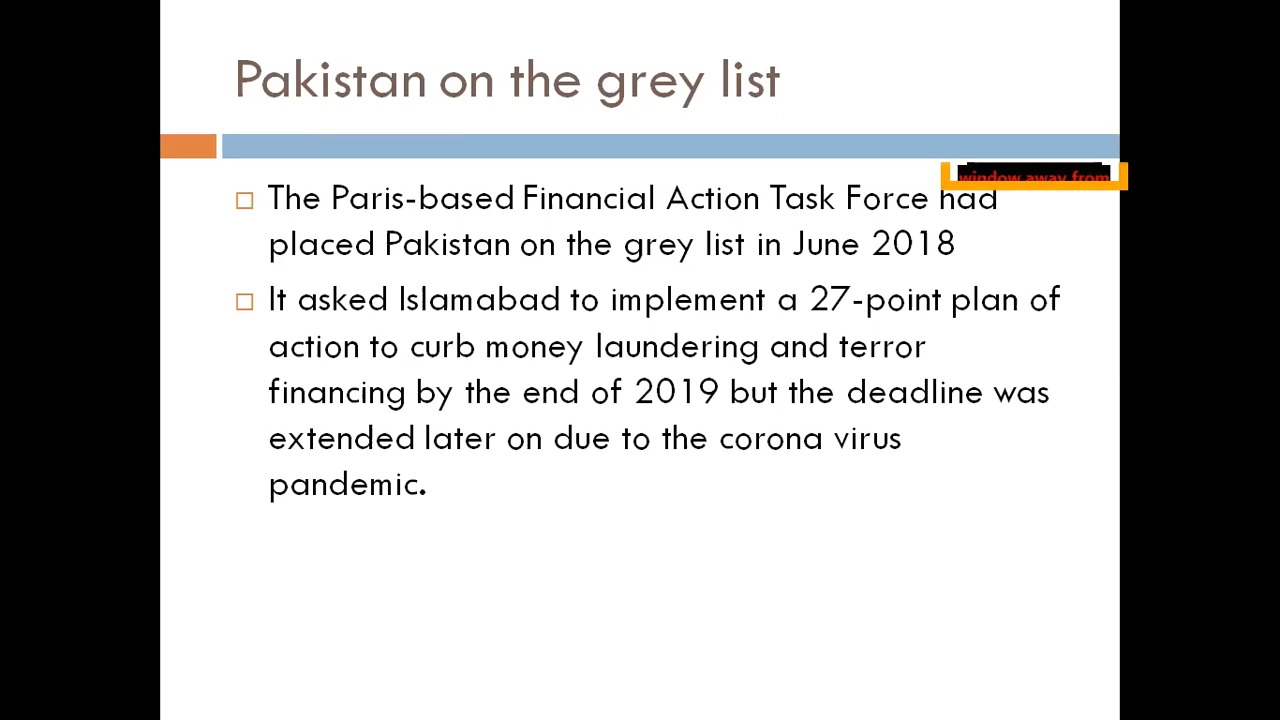 Pakistan on the grey list
window away from
The Paris-based Financial Action Task Force had
placed Pakistan on the grey list in June 2018
It asked Islamabad to implement a 27-point plan of
action to curb money laundering and terror
financing by the end of 2019 but the deadline was
extended later on due to the corona virus
pandemic.